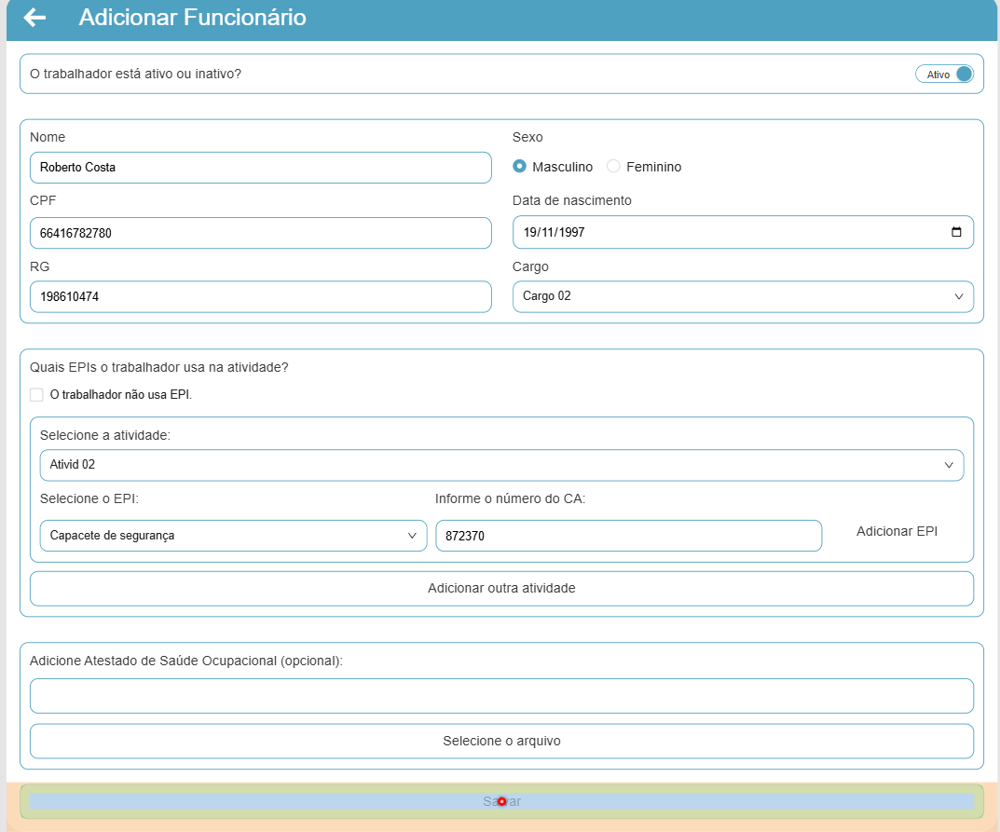 Adicionar Funcionário
O trabalhador está ativo ou inativo?
Ativo
Nome
Sexo
Roberto Costa
Masculino
Feminino
CPF
Data de nascimento
66416782780
19/11/1997
RG
Cargo
198610474
Cargo 02
Quais EPIs o trabalhador usa na atividade?
O trabalhador não usa EPI.
Selecione a atividade:
Ativid 02
Selecione o EPI:
Informe o número do CA:
Capacete de segurança
872370
Adicionar EPI
Adicionar outra atividade
Adicione Atestado de Saúde Ocupacional (opcional):
Selecione o arquivo
Salvar